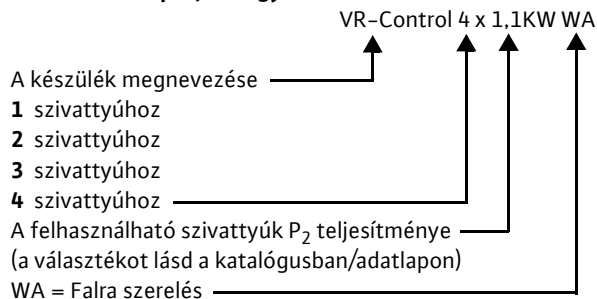 VR-Control 4 x 1,1KW WA
A készülék megnevezése
1 szivattyúhoz
2 szivattyúhoz
3 szivattyúhoz
4 szivattyúhoz
A felhasználható szivattyúk P2 teljesítménye
(a választékot lásd a katalógusban/adatlapon)
WA = Falra szerelés